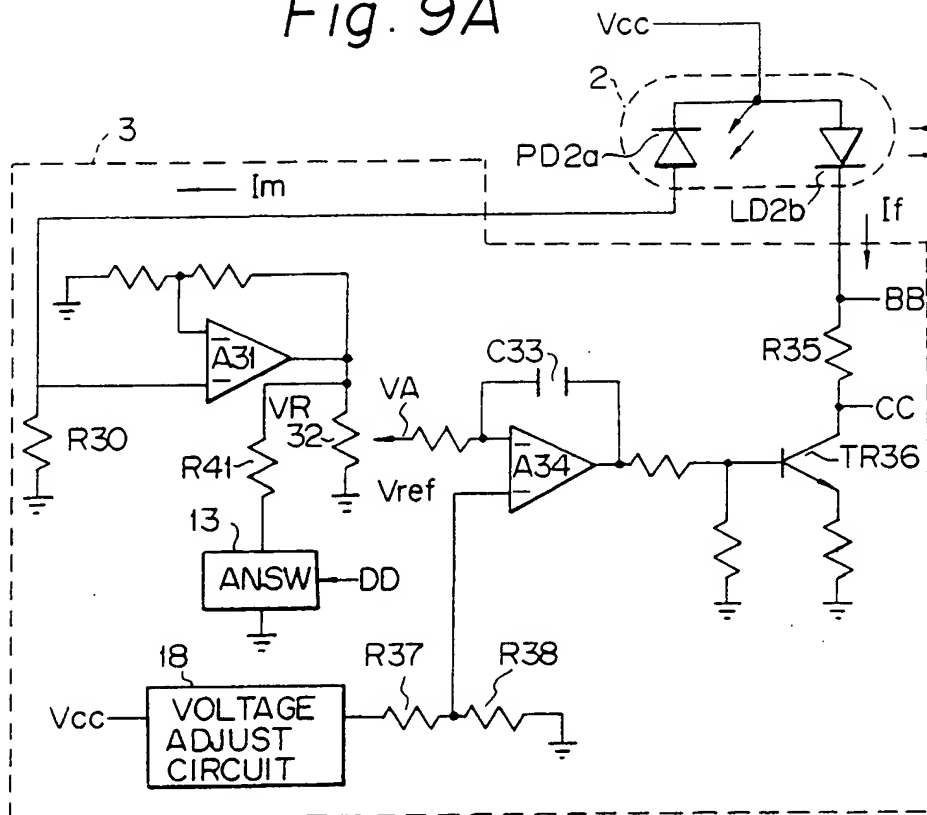 Fig. 9A
Vcc
2
3
PD2a
Im
LD2b
If
BB
A31
C33
R35
VR
32
VA
CC
R30
R41
A34
TR36
Vref
13
ANSW
DD
18
R37
R38
Vcc
VOLTAGE
ADJUST
CIRCUIT